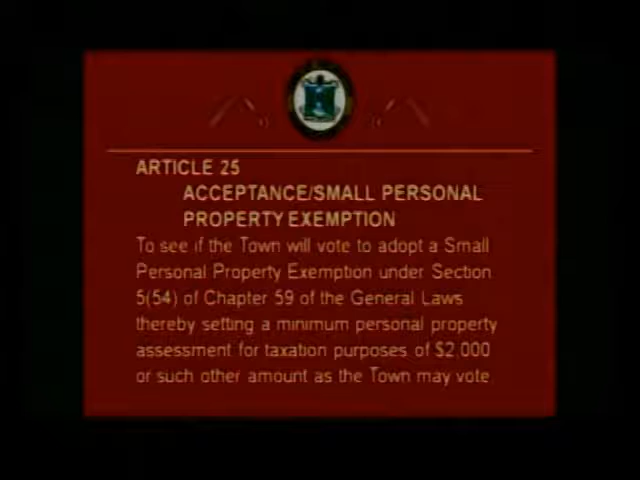 ARTICLE 25
ACCEPTANCE/SMALL PERSONAL
PROPERTY EXEMPTION
To see if the Town will vote to adopt a Small
Personal Property Exemption under Section
5(54) of Chapter 59 of the General Laws
thereby setting a minimum personal property
assessment for taxation purposes of $2 000
or such other amount as the Town may vote